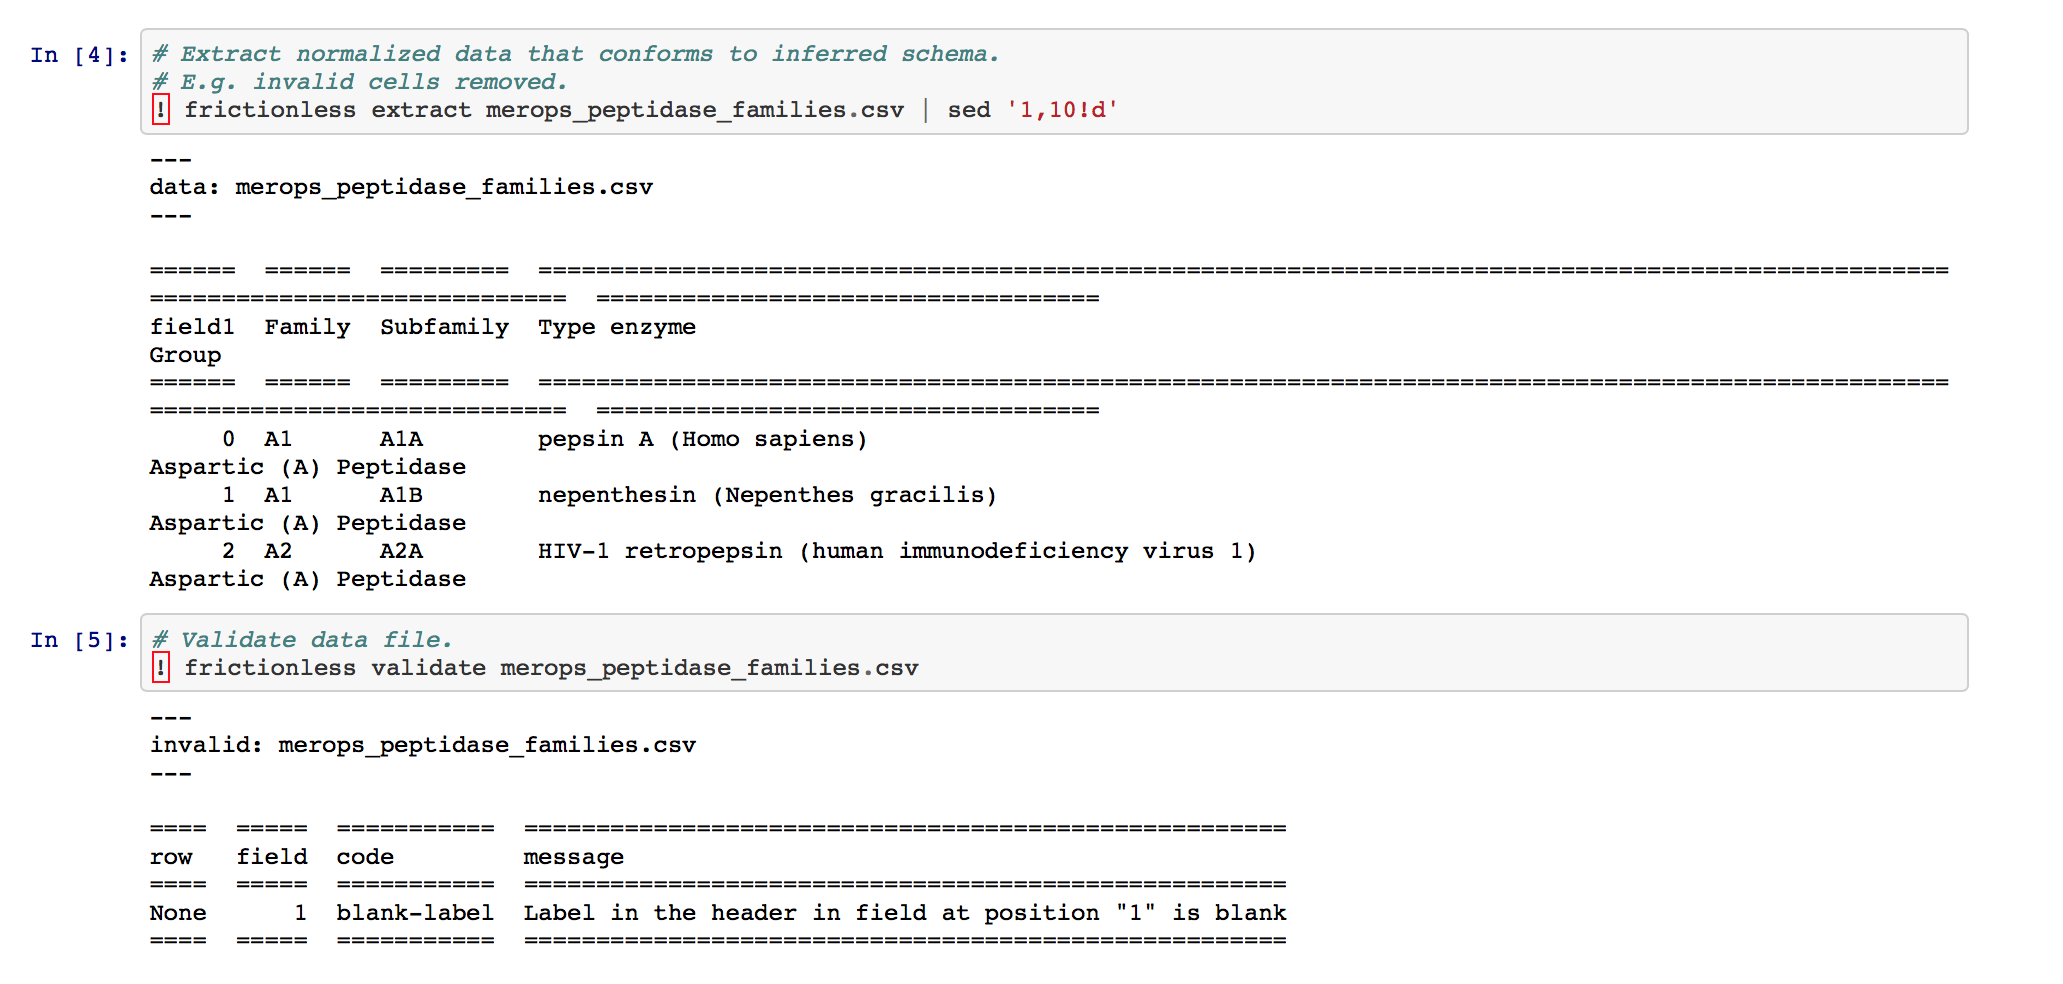 In [4]: # Extract normalized data that conforms to inferred schema.
# E.g. invalid cells removed.
! frictionless extract merops_peptidase_families.csv | sed '1,10!d'
---
data: merops_peptidase_families.csv
---
======  ======  =========  ==================================================================================================
=============================  ===================================
field1  Family  Subfamily  Type enzyme
Group
======  ======  =========  ==================================================================================================
=============================  ===================================
0  A1      A1A        pepsin A (Homo sapiens)
Aspartic (A) Peptidase
1  A1      A1B        nepenthesin (Nepenthes gracilis)
Aspartic (A) Peptidase
2  A2      A2A        HIV-1 retropepsin (human immunodeficiency virus 1)
Aspartic (A) Peptidase
In [5]: # Validate data file.
! frictionless validate merops_peptidase_families.csv
---
invalid: merops_peptidase_families.csv
---
====  =====  ===========  =====================================================
row   field  code         message
====  =====  ===========  =====================================================
None      1  blank-label  Label in the header in field at position "1" is blank
====  =====  ===========  =====================================================